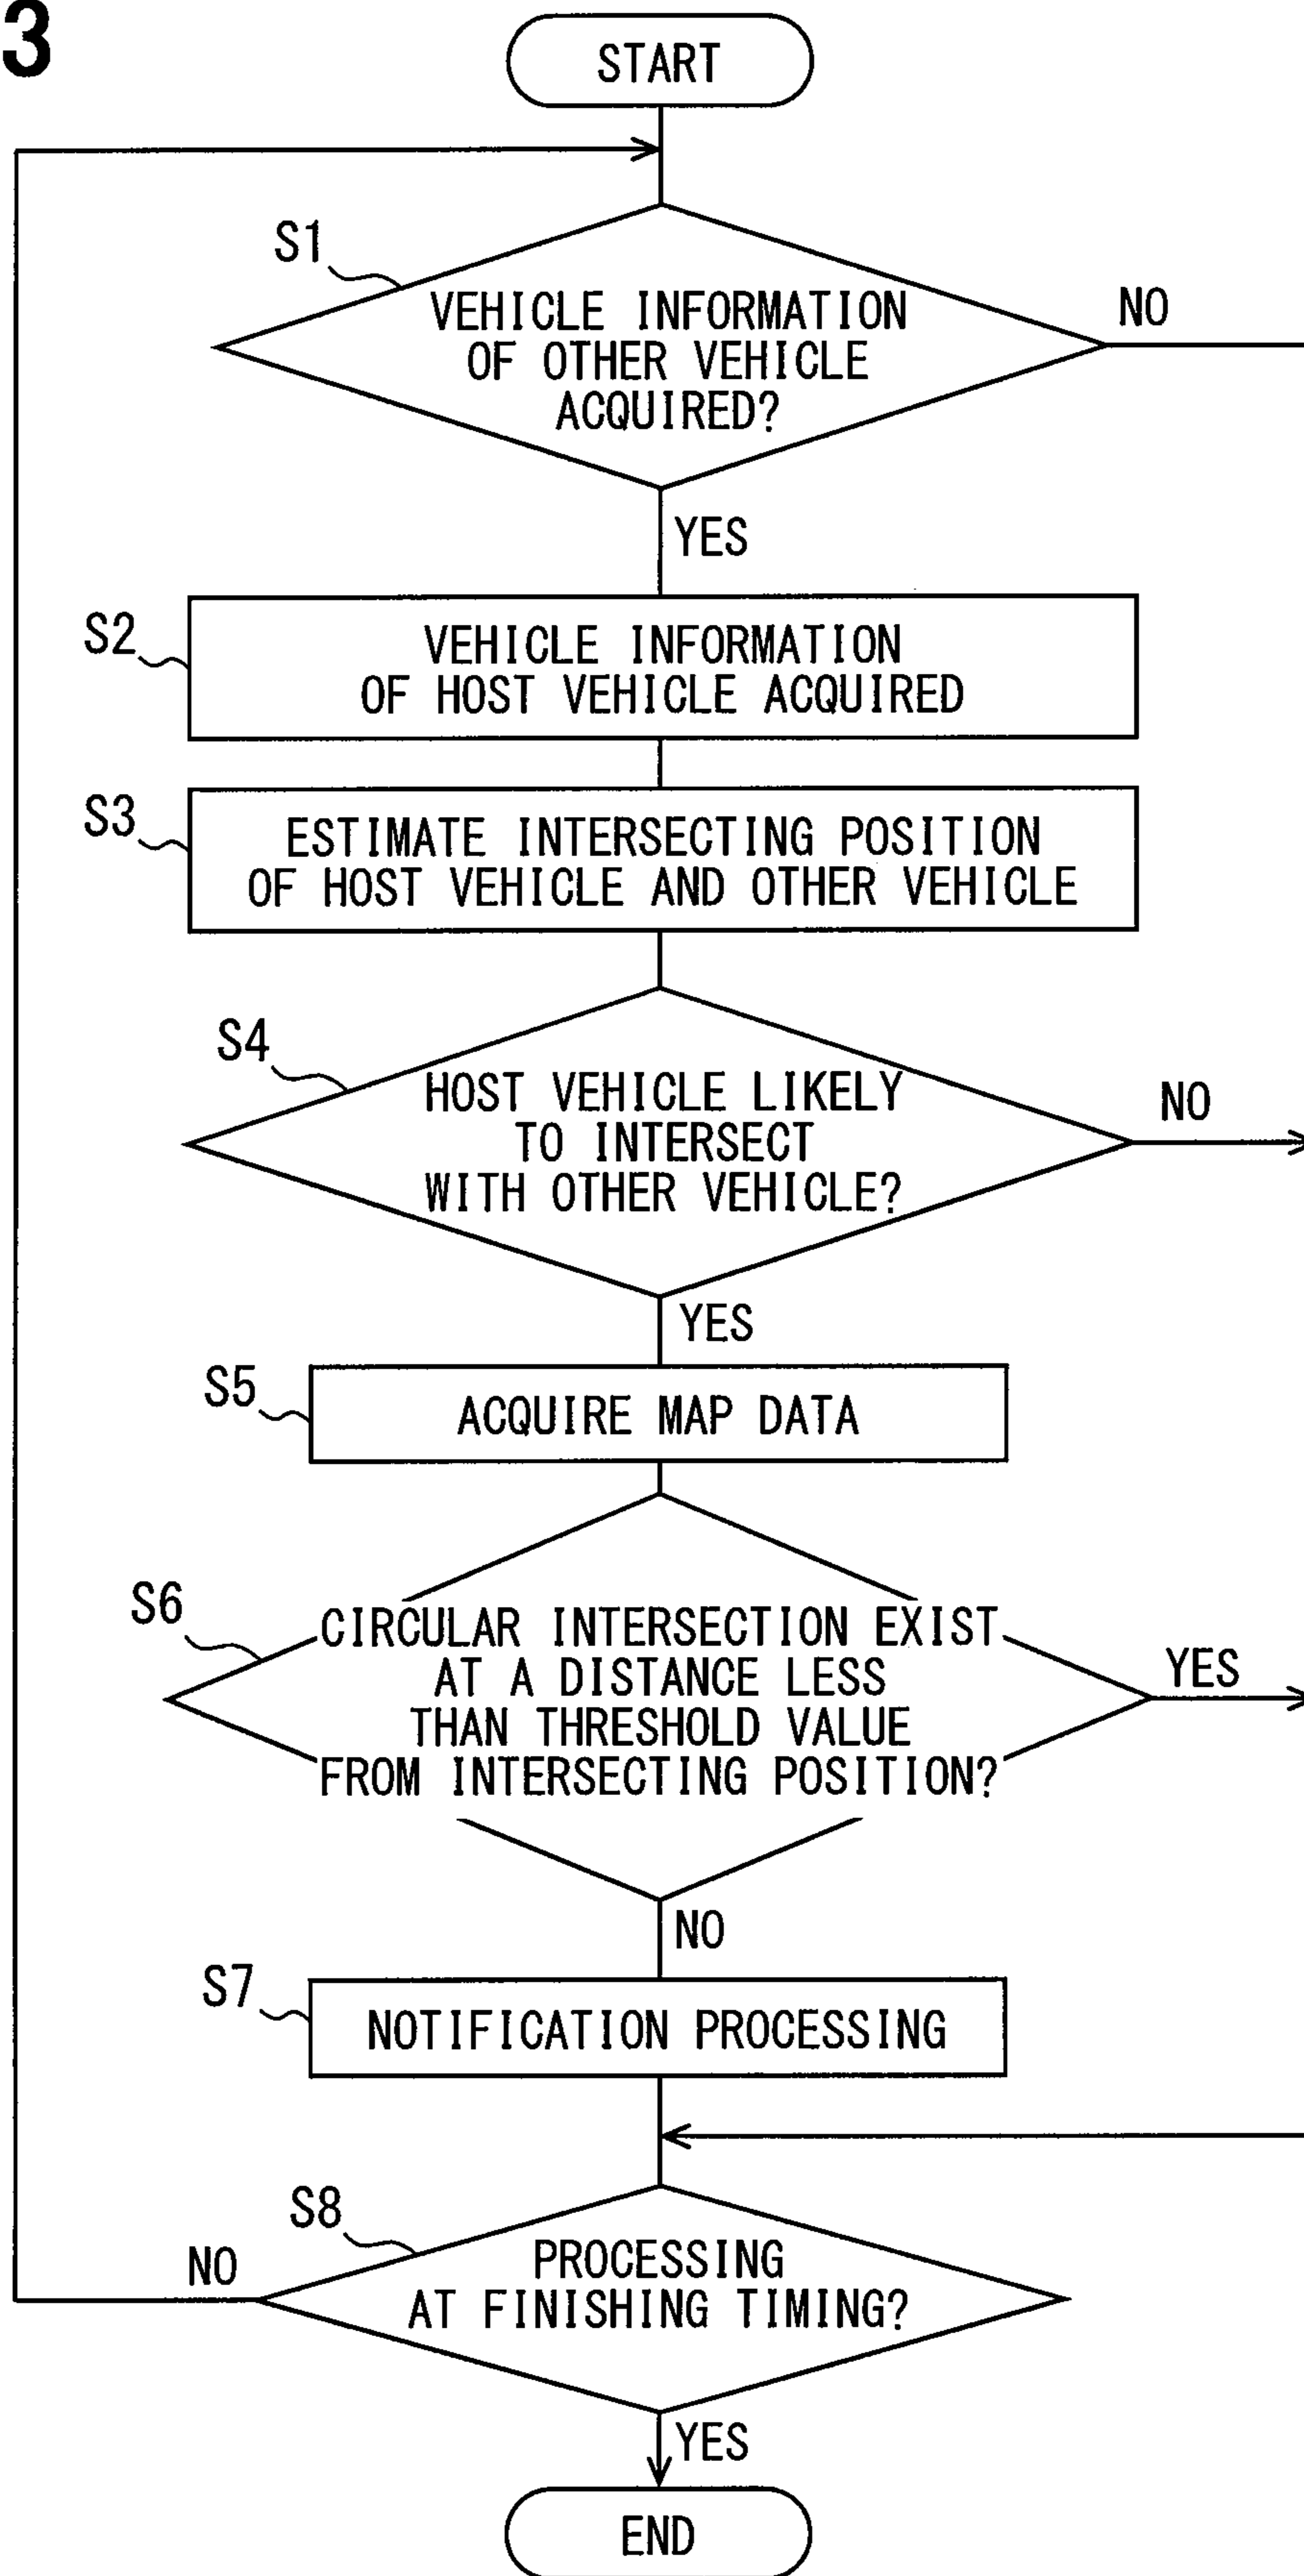 3
START
S1
VEHICLE INFORMATION
OF OTHER VEHICLE
ACQUIRED?
NO
YES
S2
VEHICLE INFORMATION
OF HOST VEHICLE ACQUIRED
S3
ESTIMATE INTERSECTING POSITION
OF HOST VEHICLE AND OTHER VEHICLE
S4
HOST VEHICLE LIKELY
TO INTERSECT
WITH OTHER VEHICLE?
NO
YES
S5
ACQUIRE MAP DATA
S6
CIRCULAR INTERSECTION EXIST
AT A DISTANCE LESS
THAN THRESHOLD VALUE
FROM INTERSECTING POSITION?
YES
NO
S7
NOTIFICATION PROCESSING
S8
PROCESSING
AT FINISHING TIMING?
NO
YES
END